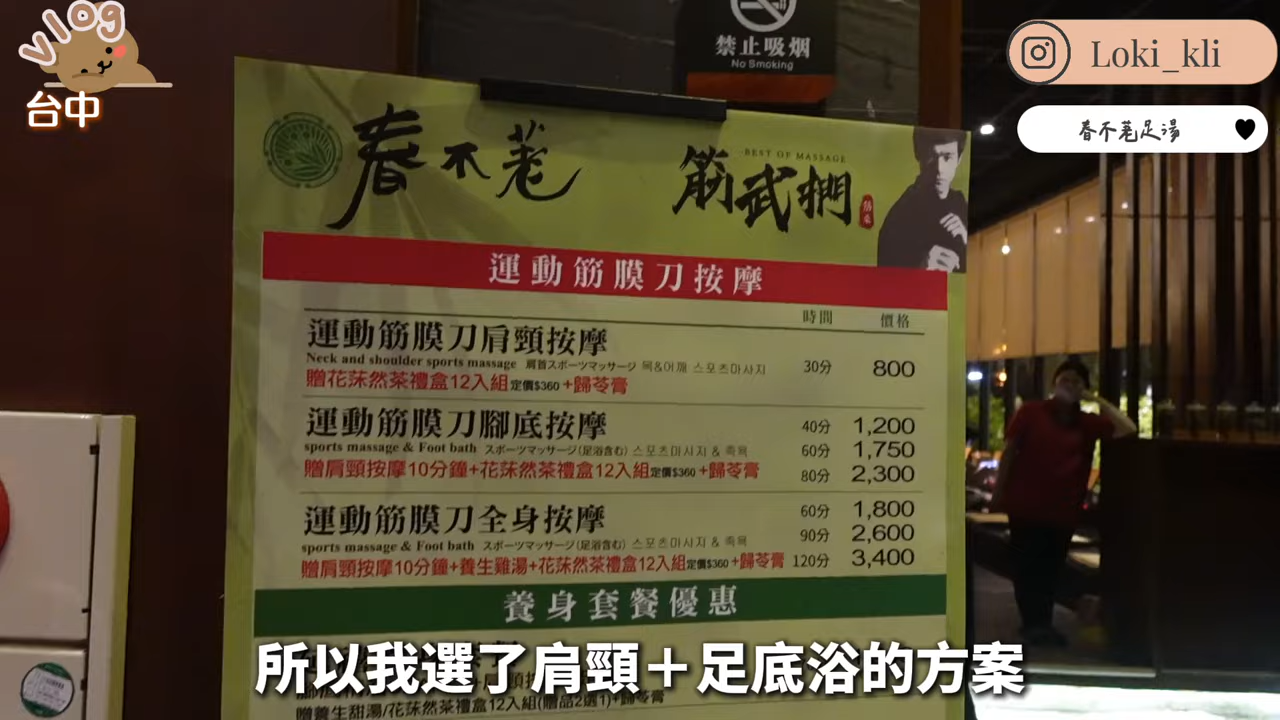 vlog
台中
禁止吸烟
No Smoking
Loki_kli
春不荖足湯
春不荖
BEST OF MASSAGE
筋武捫
運動筋膜刀按摩
時間 價格
運動筋膜刀肩頸按摩
Neck and shoulder sports massage 肩首スポーツマッサージ 목&어깨 스포츠마사지
30分 800
贈花茠然茶禮盒12入組定價$360+歸苓膏
運動筋膜刀腳底按摩
40分 1,200
sports massage & Foot bath スポーツマッサージ(足浴含む) 스포츠마사지 & 족욕
60分 1,750
贈肩頸按摩10分鐘+花茠然茶禮盒12入組定價$360+歸苓膏
80分 2,300
運動筋膜刀全身按摩
60分 1,800
sports massage & Foot bath スポーツマッサージ(足浴含む) 스포츠마사지 & 족욕
90分 2,600
贈肩頸按摩10分鐘+養生雞湯+花茠然茶禮盒12入組定價$360+歸苓膏
120分 3,400
養身套餐優惠
所以我選了肩頸＋足底浴的方案
贈養生甜湯/花茠然茶禮盒12入組(贈品2選1)+歸苓膏